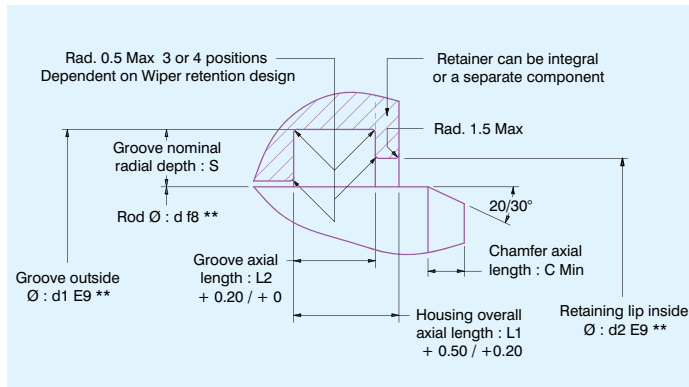 Rad. 0.5 Max 3 or 4 positions
Dependent on Wiper retention design
Retainer can be integral
or a separate component
Rad. 1.5 Max
Groove nominal
radial depth : S
Rod Ø : d f8 **
20/30°
Groove axial
length : L2
+ 0.20 / + 0
Chamfer axial
length : C Min
Groove outside
Ø : d1 E9 **
Housing overall
axial length : L1
+ 0.50 / +0.20
Retaining lip inside
Ø : d2 E9 **